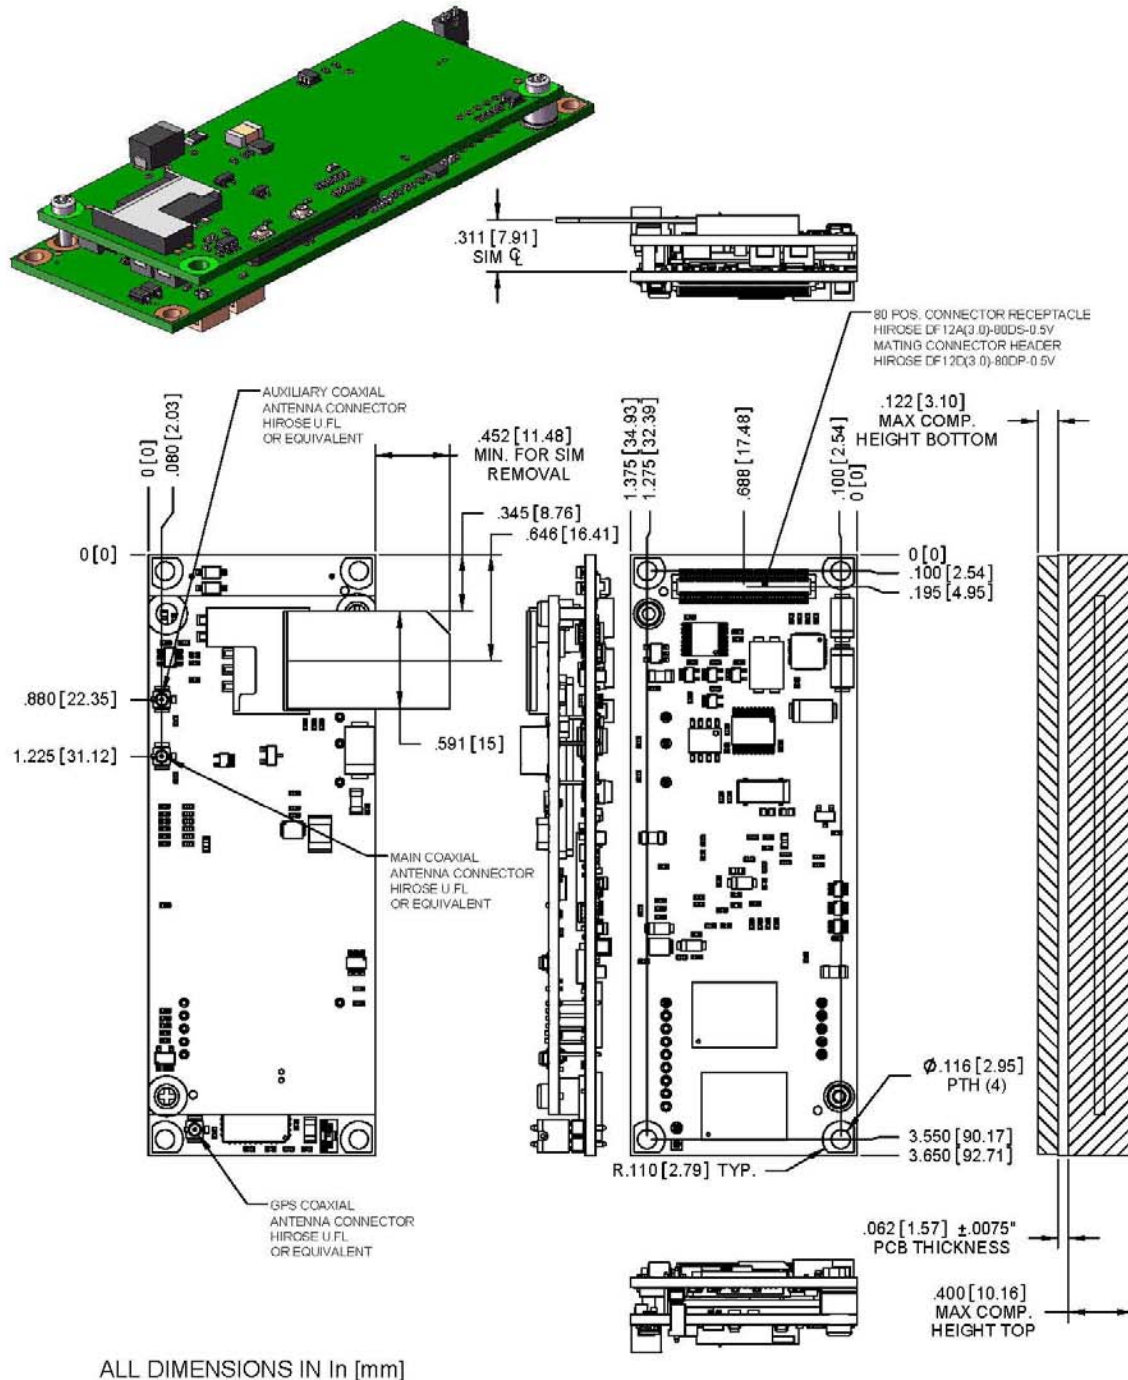 .311 [7.91]
SIM ℄
80 POS. CONNECTOR RECEPTACLE
HIROSE DF12A(3.0)-80DS-0.5V
MATING CONNECTOR HEADER
HIROSE DF12D(3.0)-80DP-0.5V
AUXILIARY COAXIAL
ANTENNA CONNECTOR
HIROSE U.FL
OR EQUIVALENT
0 [0]
.080 [2.03]
.452 [11.48]
MIN. FOR SIM
REMOVAL
1.375 [34.93]
1.275 [32.39]
.688 [17.48]
.100 [2.54]
0 [0]
.122 [3.10]
MAX COMP.
HEIGHT BOTTOM
.345 [8.76]
.646 [16.41]
0 [0]
0 [0]
.100 [2.54]
.195 [4.95]
.880 [22.35]
1.225 [31.12]
.591 [15]
MAIN COAXIAL
ANTENNA CONNECTOR
HIROSE U.FL
OR EQUIVALENT
Ø.116 [2.95]
PTH (4)
3.550 [90.17]
3.650 [92.71]
R.110 [2.79] TYP.
GPS COAXIAL
ANTENNA CONNECTOR
HIROSE U.FL
OR EQUIVALENT
.062 [1.57] ±.0075"
PCB THICKNESS
.400 [10.16]
MAX COMP.
HEIGHT TOP
ALL DIMENSIONS IN In [mm]